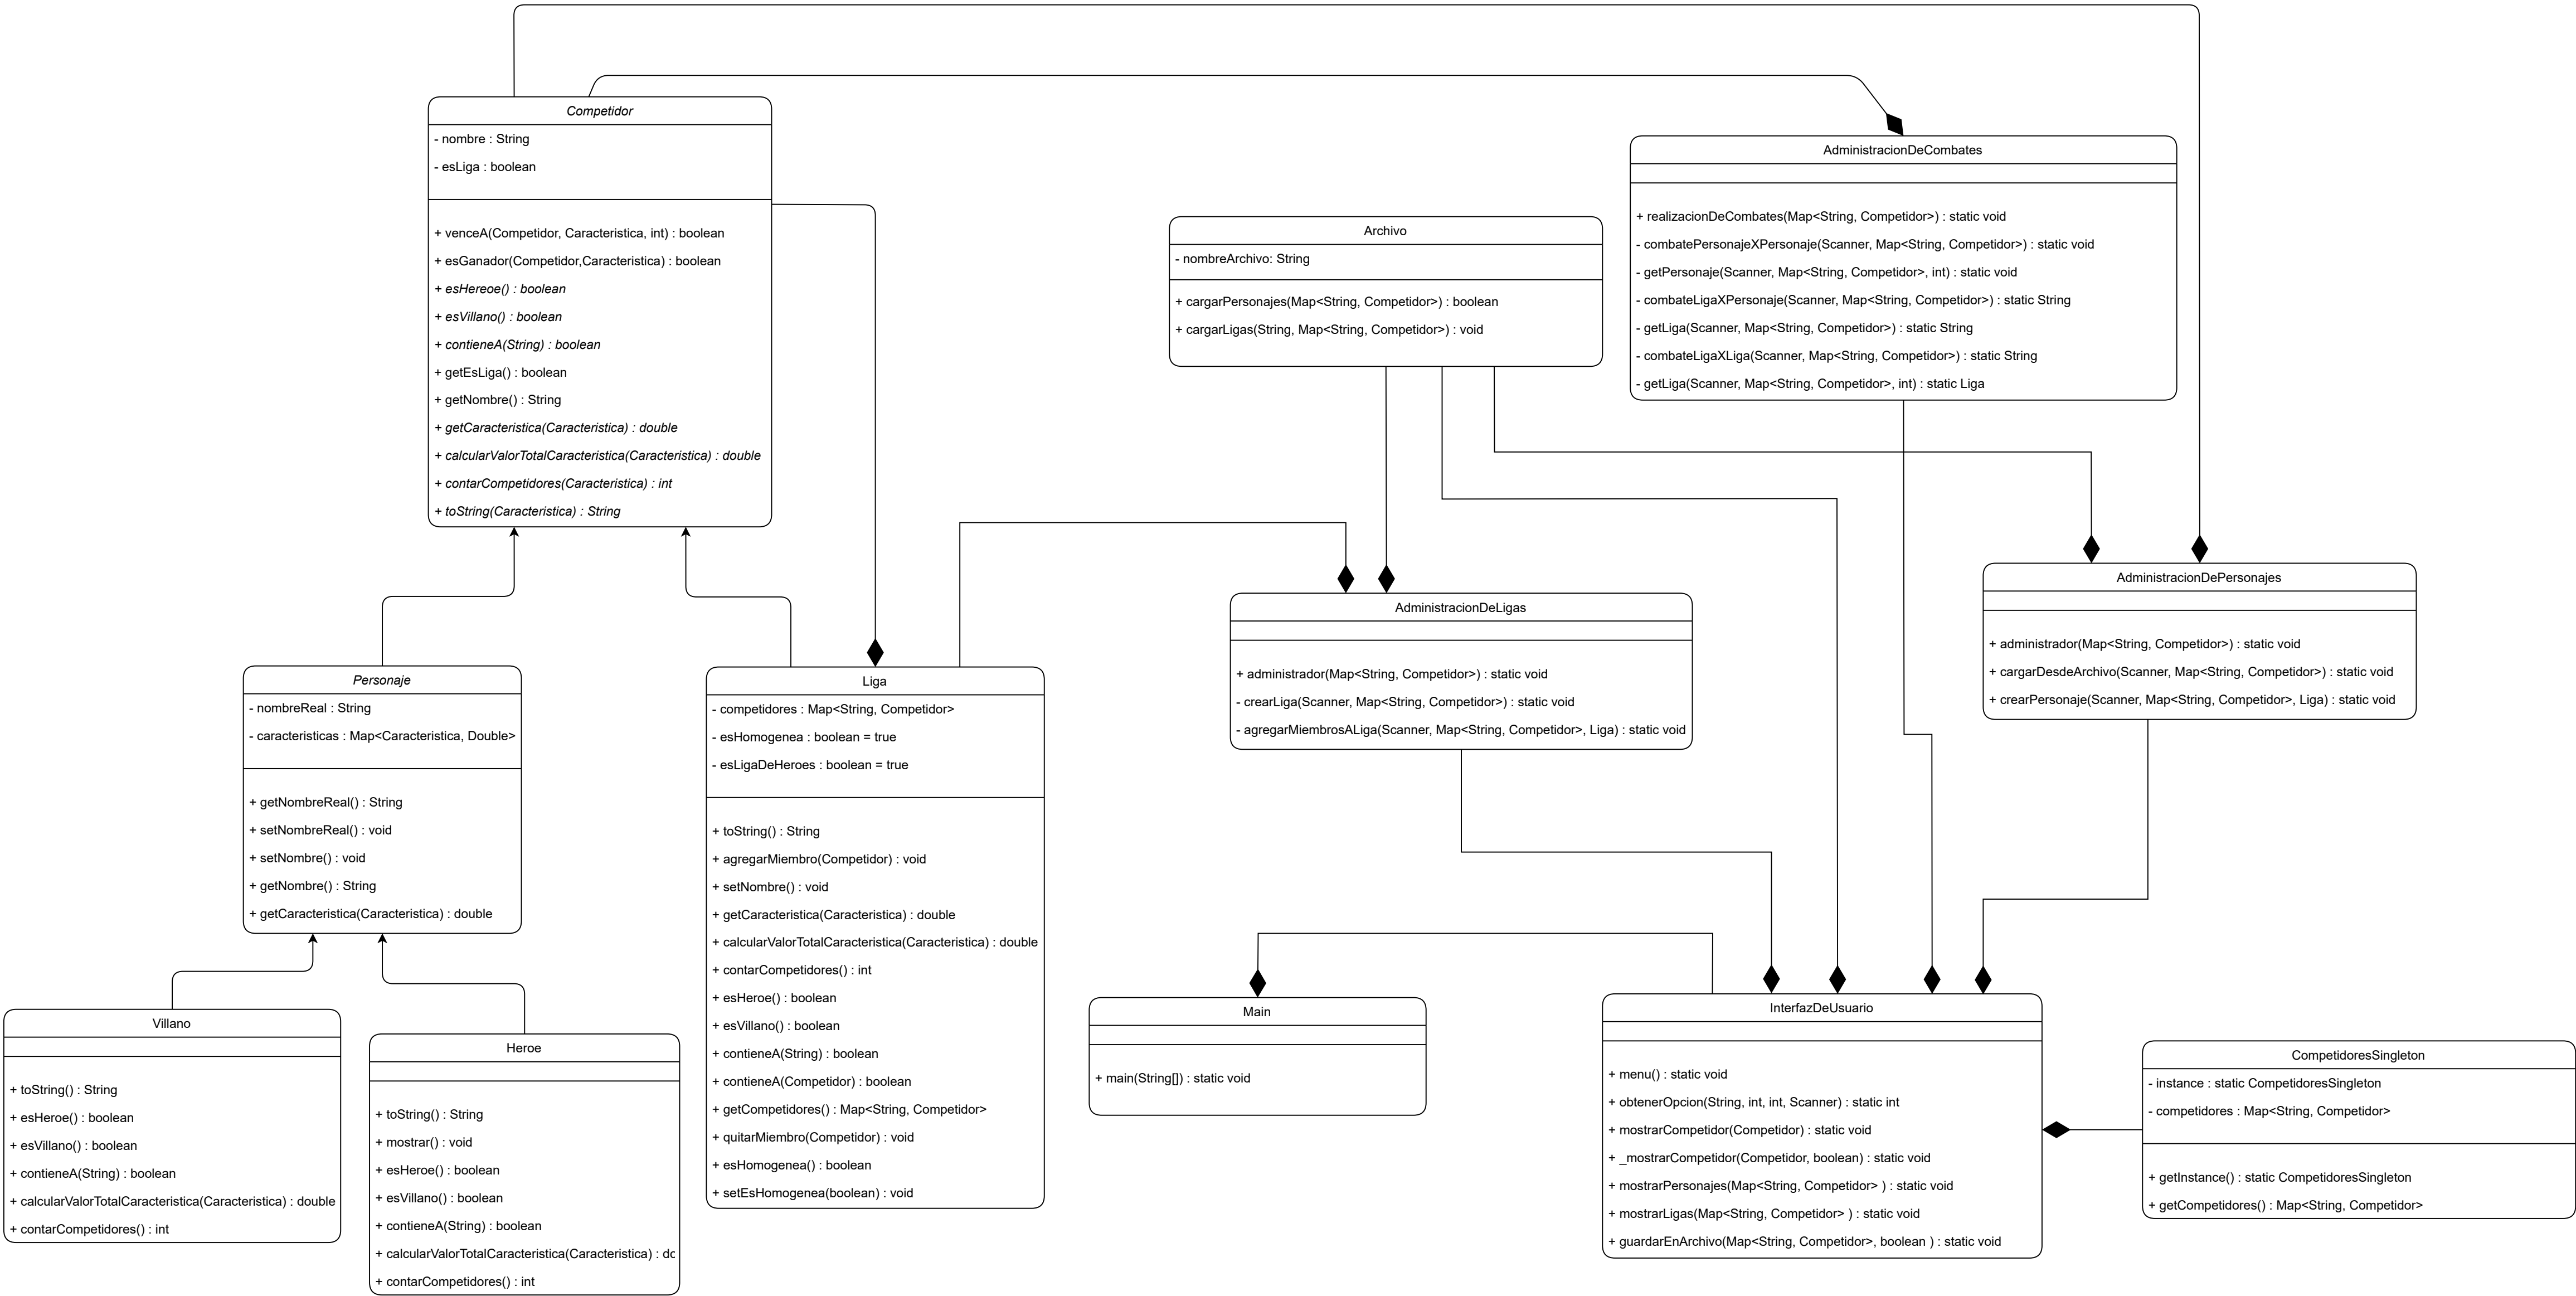 Competidor
- nombre : String
- esLiga : boolean
+ venceA(Competidor, Caracteristica, int) : boolean
+ esGanador(Competidor,Caracteristica) : boolean
+ esHereoe() : boolean
+ esVillano() : boolean
+ contieneA(String) : boolean
+ getEsLiga() : boolean
+ getNombre() : String
+ getCaracteristica(Caracteristica) : double
+ calcularValorTotalCaracteristica(Caracteristica) : double
+ contarCompetidores(Caracteristica) : int
+ toString(Caracteristica) : String
AdministracionDeCombates
+ realizacionDeCombates(Map<String, Competidor>) : static void
- combatePersonajeXPersonaje(Scanner, Map<String, Competidor>) : static void
- getPersonaje(Scanner, Map<String, Competidor>, int) : static void
- combateLigaXPersonaje(Scanner, Map<String, Competidor>) : static String
- getLiga(Scanner, Map<String, Competidor>) : static String
- combateLigaXLiga(Scanner, Map<String, Competidor>) : static String
- getLiga(Scanner, Map<String, Competidor>, int) : static Liga
Archivo
- nombreArchivo: String
+ cargarPersonajes(Map<String, Competidor>) : boolean
+ cargarLigas(String, Map<String, Competidor>) : void
AdministracionDePersonajes
+ administrador(Map<String, Competidor>) : static void
+ cargarDesdeArchivo(Scanner, Map<String, Competidor>) : static void
+ crearPersonaje(Scanner, Map<String, Competidor>, Liga) : static void
AdministracionDeLigas
+ administrador(Map<String, Competidor>) : static void
- crearLiga(Scanner, Map<String, Competidor>) : static void
- agregarMiembrosALiga(Scanner, Map<String, Competidor>, Liga) : static void
Personaje
- nombreReal : String
- caracteristicas : Map<Caracteristica, Double>
+ getNombreReal() : String
+ setNombreReal() : void
+ setNombre() : void
+ getNombre() : String
+ getCaracteristica(Caracteristica) : double
Liga
- competidores : Map<String, Competidor>
- esHomogenea : boolean = true
- esLigaDeHeroes : boolean = true
+ toString() : String
+ agregarMiembro(Competidor) : void
+ setNombre() : void
+ getCaracteristica(Caracteristica) : double
+ calcularValorTotalCaracteristica(Caracteristica) : double
+ contarCompetidores() : int
+ esHeroe() : boolean
+ esVillano() : boolean
+ contieneA(String) : boolean
+ contieneA(Competidor) : boolean
+ getCompetidores() : Map<String, Competidor>
+ quitarMiembro(Competidor) : void
+ esHomogenea() : boolean
+ setEsHomogenea(boolean) : void
Villano
+ toString() : String
+ esHeroe() : boolean
+ esVillano() : boolean
+ contieneA(String) : boolean
+ calcularValorTotalCaracteristica(Caracteristica) : double
+ contarCompetidores() : int
Heroe
+ toString() : String
+ mostrar() : void
+ esHeroe() : boolean
+ esVillano() : boolean
+ contieneA(String) : boolean
+ calcularValorTotalCaracteristica(Caracteristica) :
+ contarCompetidores() : int
Main
+ main(String[]) : static void
InterfazDeUsuario
+ menu() : static void
+ obtenerOpcion(String, int, int, Scanner) : static int
+ mostrarCompetidor(Competidor) : static void
+ _mostrarCompetidor(Competidor, boolean) : static void
+ mostrarPersonajes(Map<String, Competidor> ) : static void
+ mostrarLigas(Map<String, Competidor> ) : static void
+ guardarEnArchivo(Map<String, Competidor>, boolean ) : static void
CompetidoresSingleton
- instance : static CompetidoresSingleton
- competidores : Map<String, Competidor>
+ getInstance() : static CompetidoresSingleton
+ getCompetidores() : Map<String, Competidor>